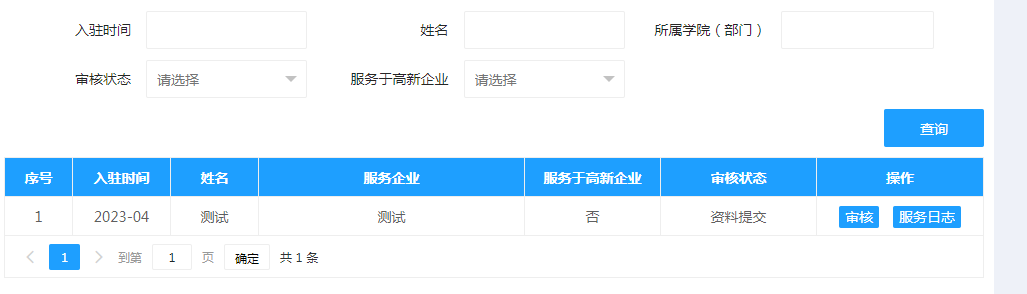 入驻时间 姓名 所属学院（部门）
审核状态 请选择 服务于高新企业 请选择
查询
序号 入驻时间 姓名 服务企业 服务于高新企业 审核状态 操作
1 2023-04 测试 测试 否 资料提交 审核 服务日志
1 到第 1 页 确定 共 1 条